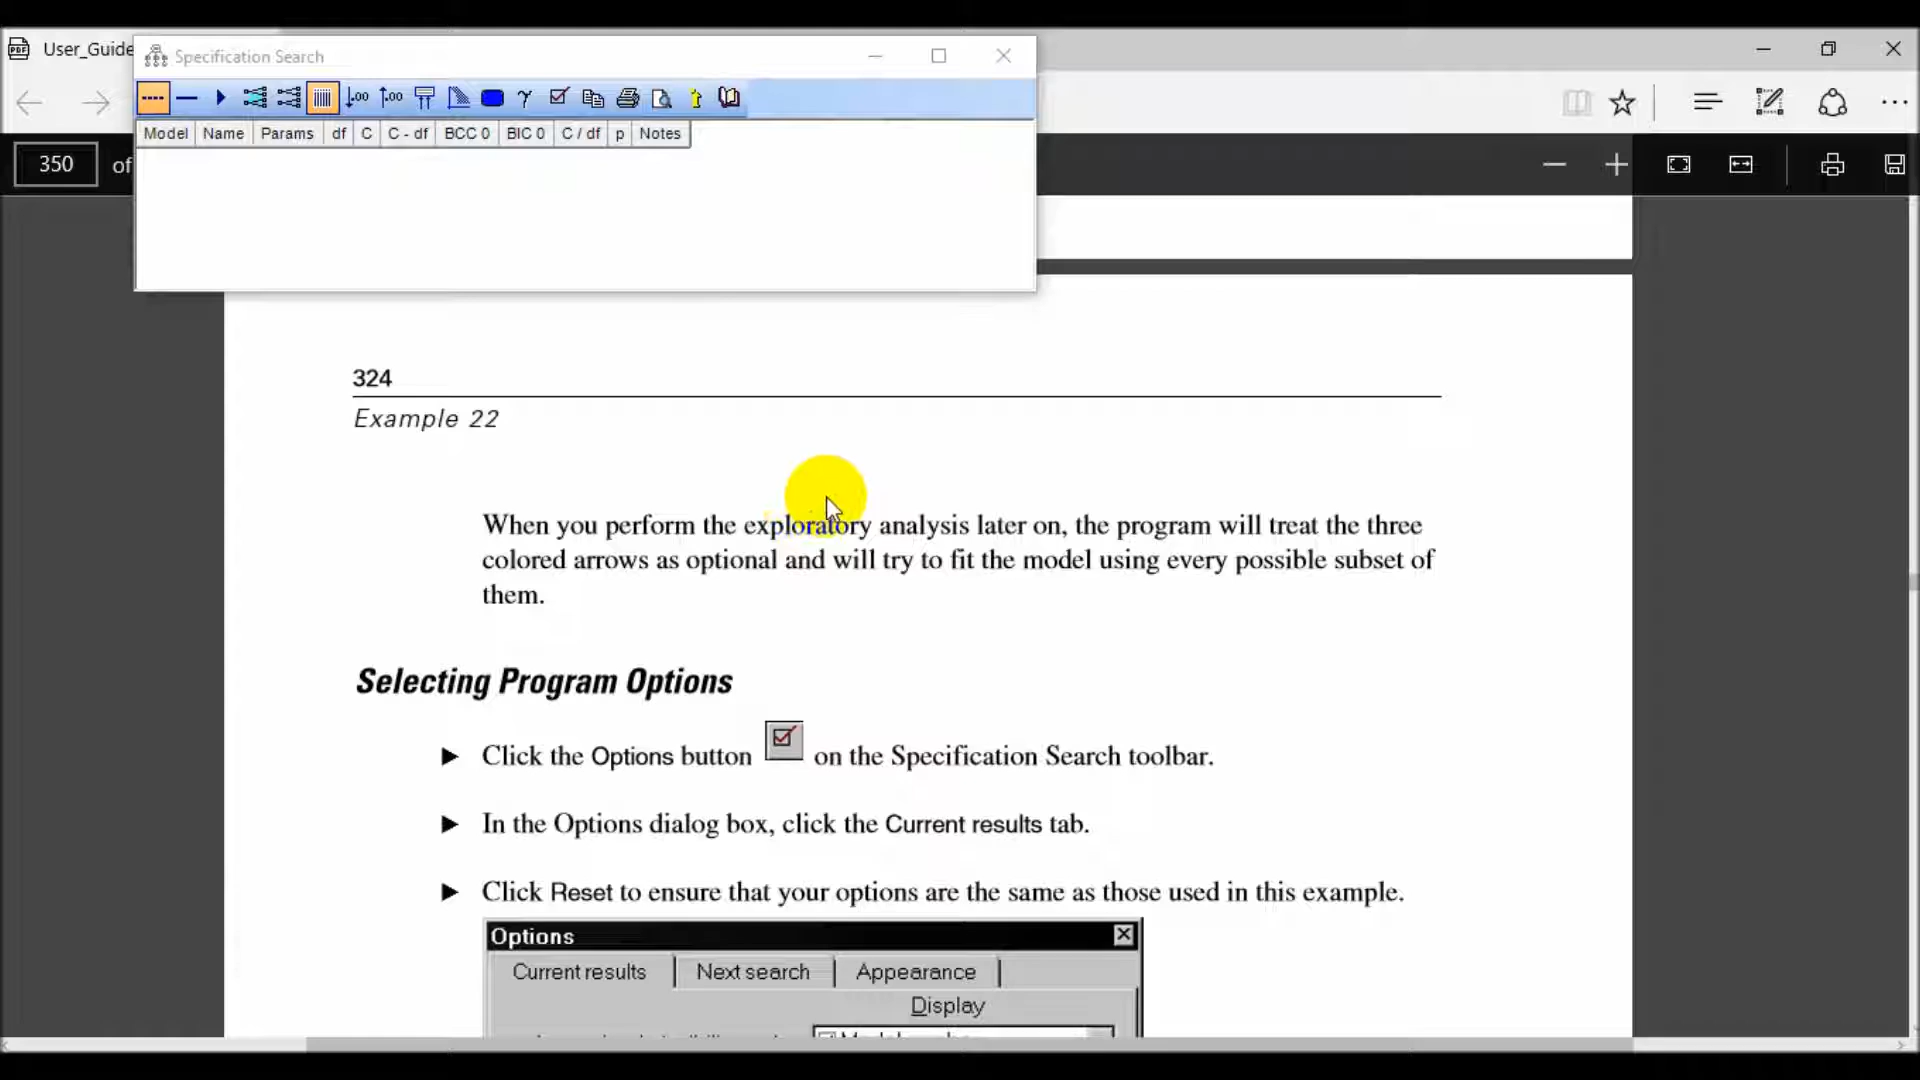 User_Guide
Specification Search
Model Name Params df C C - df BCC 0 BIC 0 C / df p Notes
350 of
324
Example 22
When you perform the exploratory analysis later on, the program will treat the three
colored arrows as optional and will try to fit the model using every possible subset of
them.
Selecting Program Options
Click the Options button on the Specification Search toolbar.
In the Options dialog box, click the Current results tab.
Click Reset to ensure that your options are the same as those used in this example.
Options
Current results Next search Appearance
Display